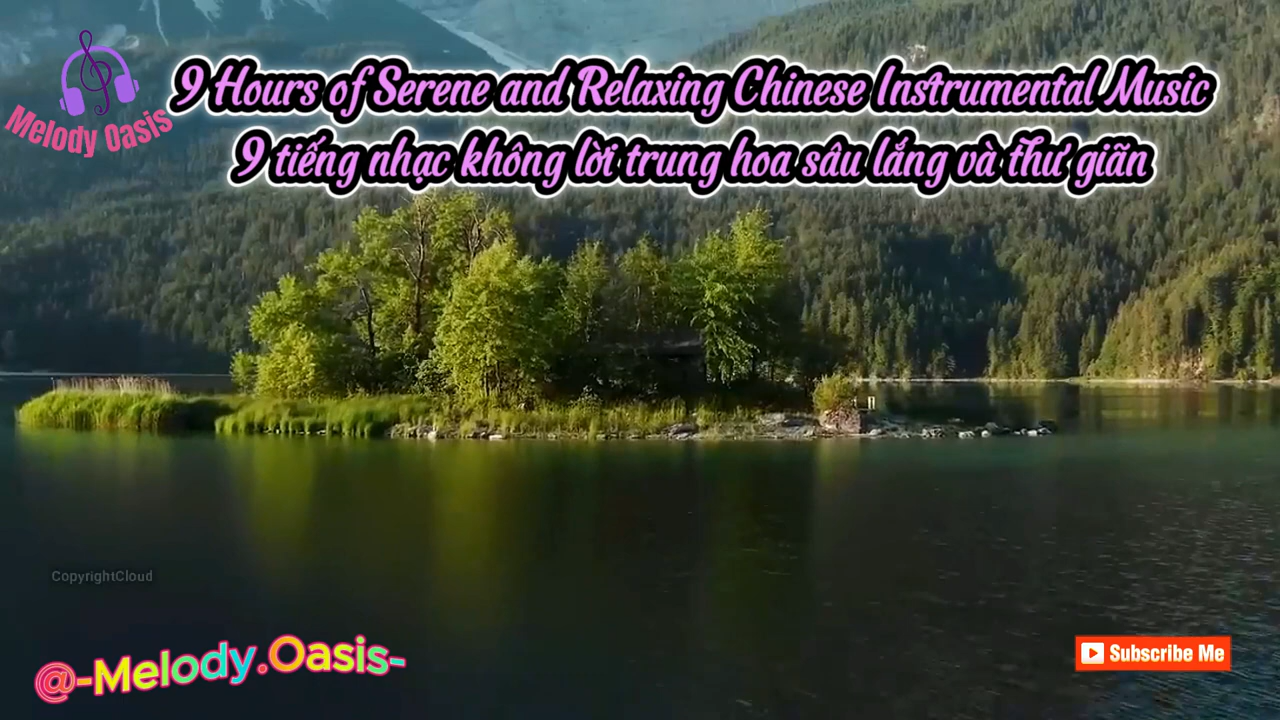 Melody Oasis
9 Hours of Serene and Relaxing Chinese Instrumental Music
9 tiếng nhạc không lời trung hoa sâu lắng và thư giãn
CopyrightCloud
@-Melody.Oasis-
Subscribe Me